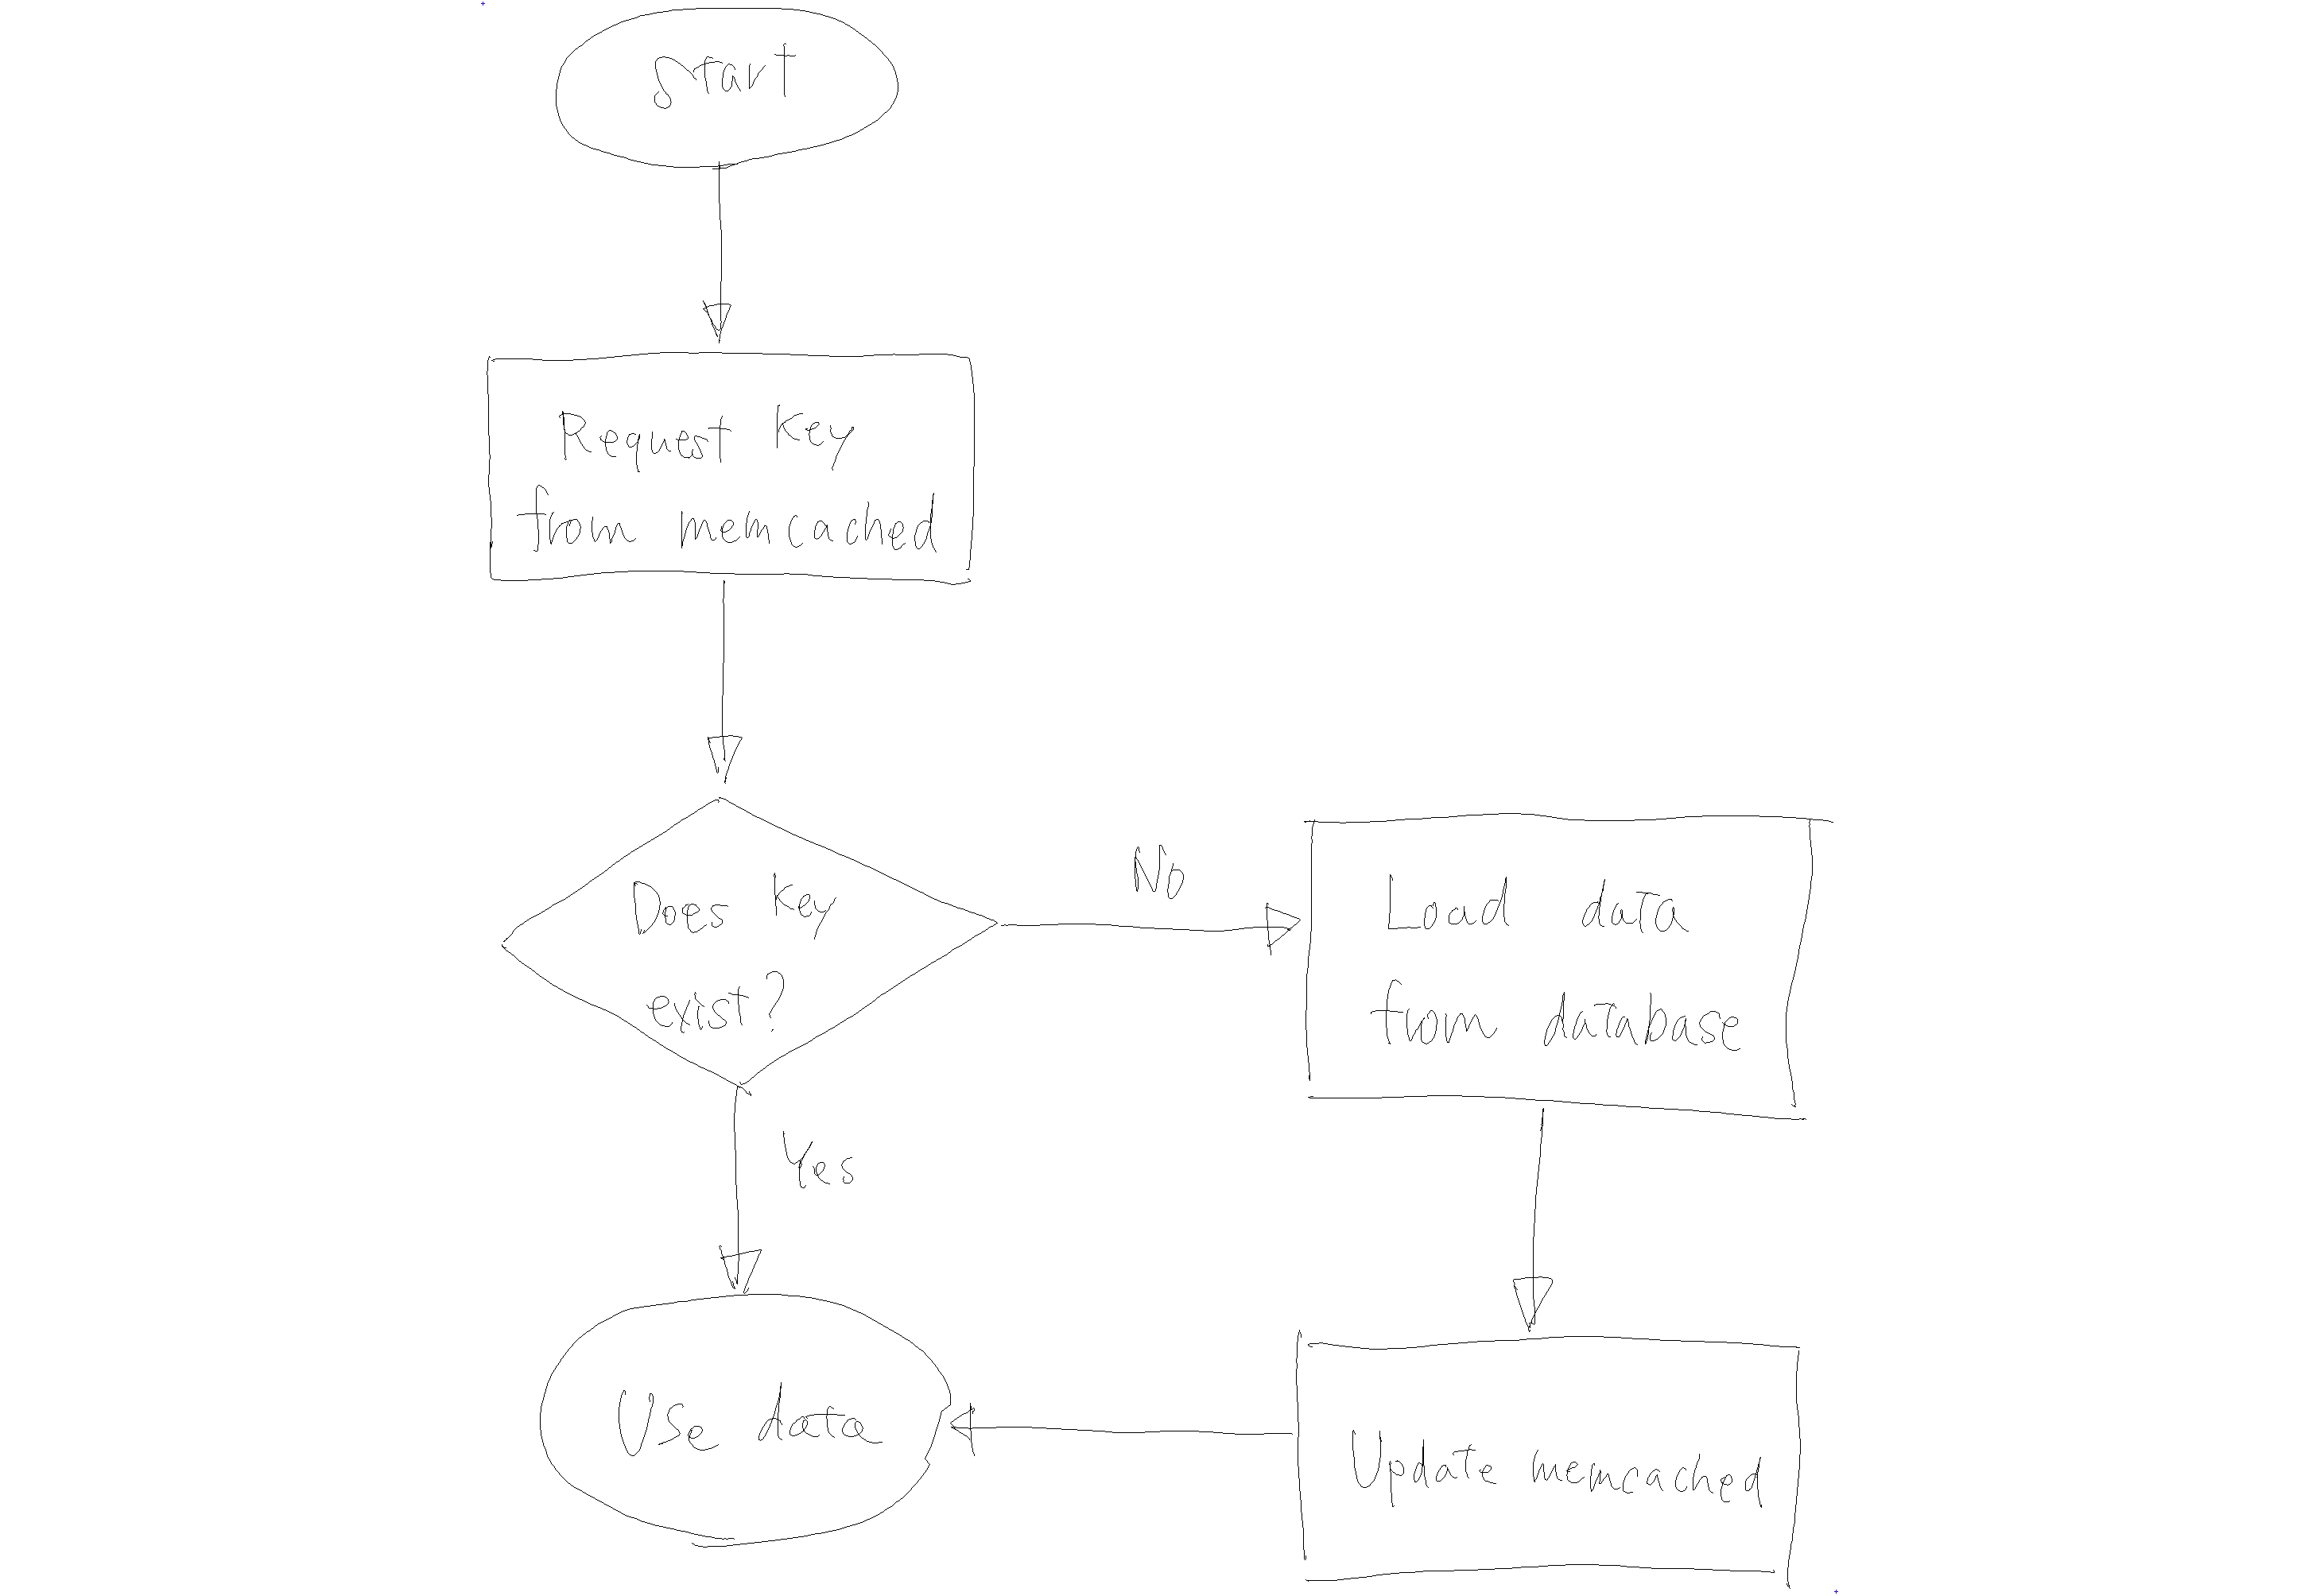 Start
Request key
from memcached
Does key
exist?
No
Load data
from database
Yes
Use data
Update memcached